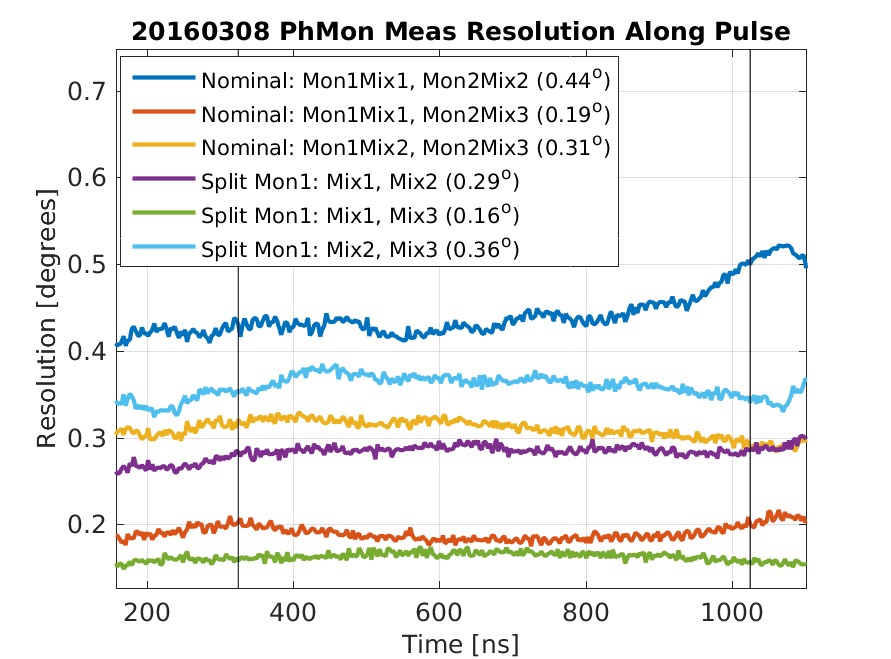 20160308 PhMon Meas Resolution Along Pulse
Nominal: Mon1Mix1, Mon2Mix2 (0.44°)
Nominal: Mon1Mix1, Mon2Mix3 (0.19°)
Nominal: Mon1Mix2, Mon2Mix3 (0.31°)
Split Mon1: Mix1, Mix2 (0.29°)
Split Mon1: Mix1, Mix3 (0.16°)
Split Mon1: Mix2, Mix3 (0.36°)
Resolution [degrees]
0.7
0.6
0.5
0.4
0.3
0.2
200 400 600 800 1000
Time [ns]